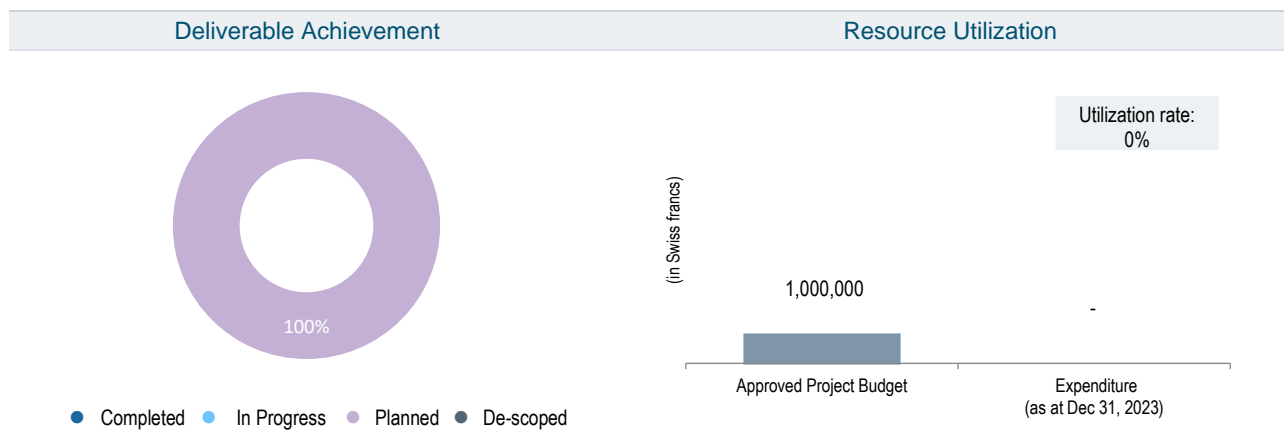 Deliverable Achievement
Resource Utilization
100%
Completed
In Progress
Planned
De-scoped
Utilization rate:
0%
(in Swiss francs)
1,000,000
-
Approved Project Budget
Expenditure
(as at Dec 31, 2023)